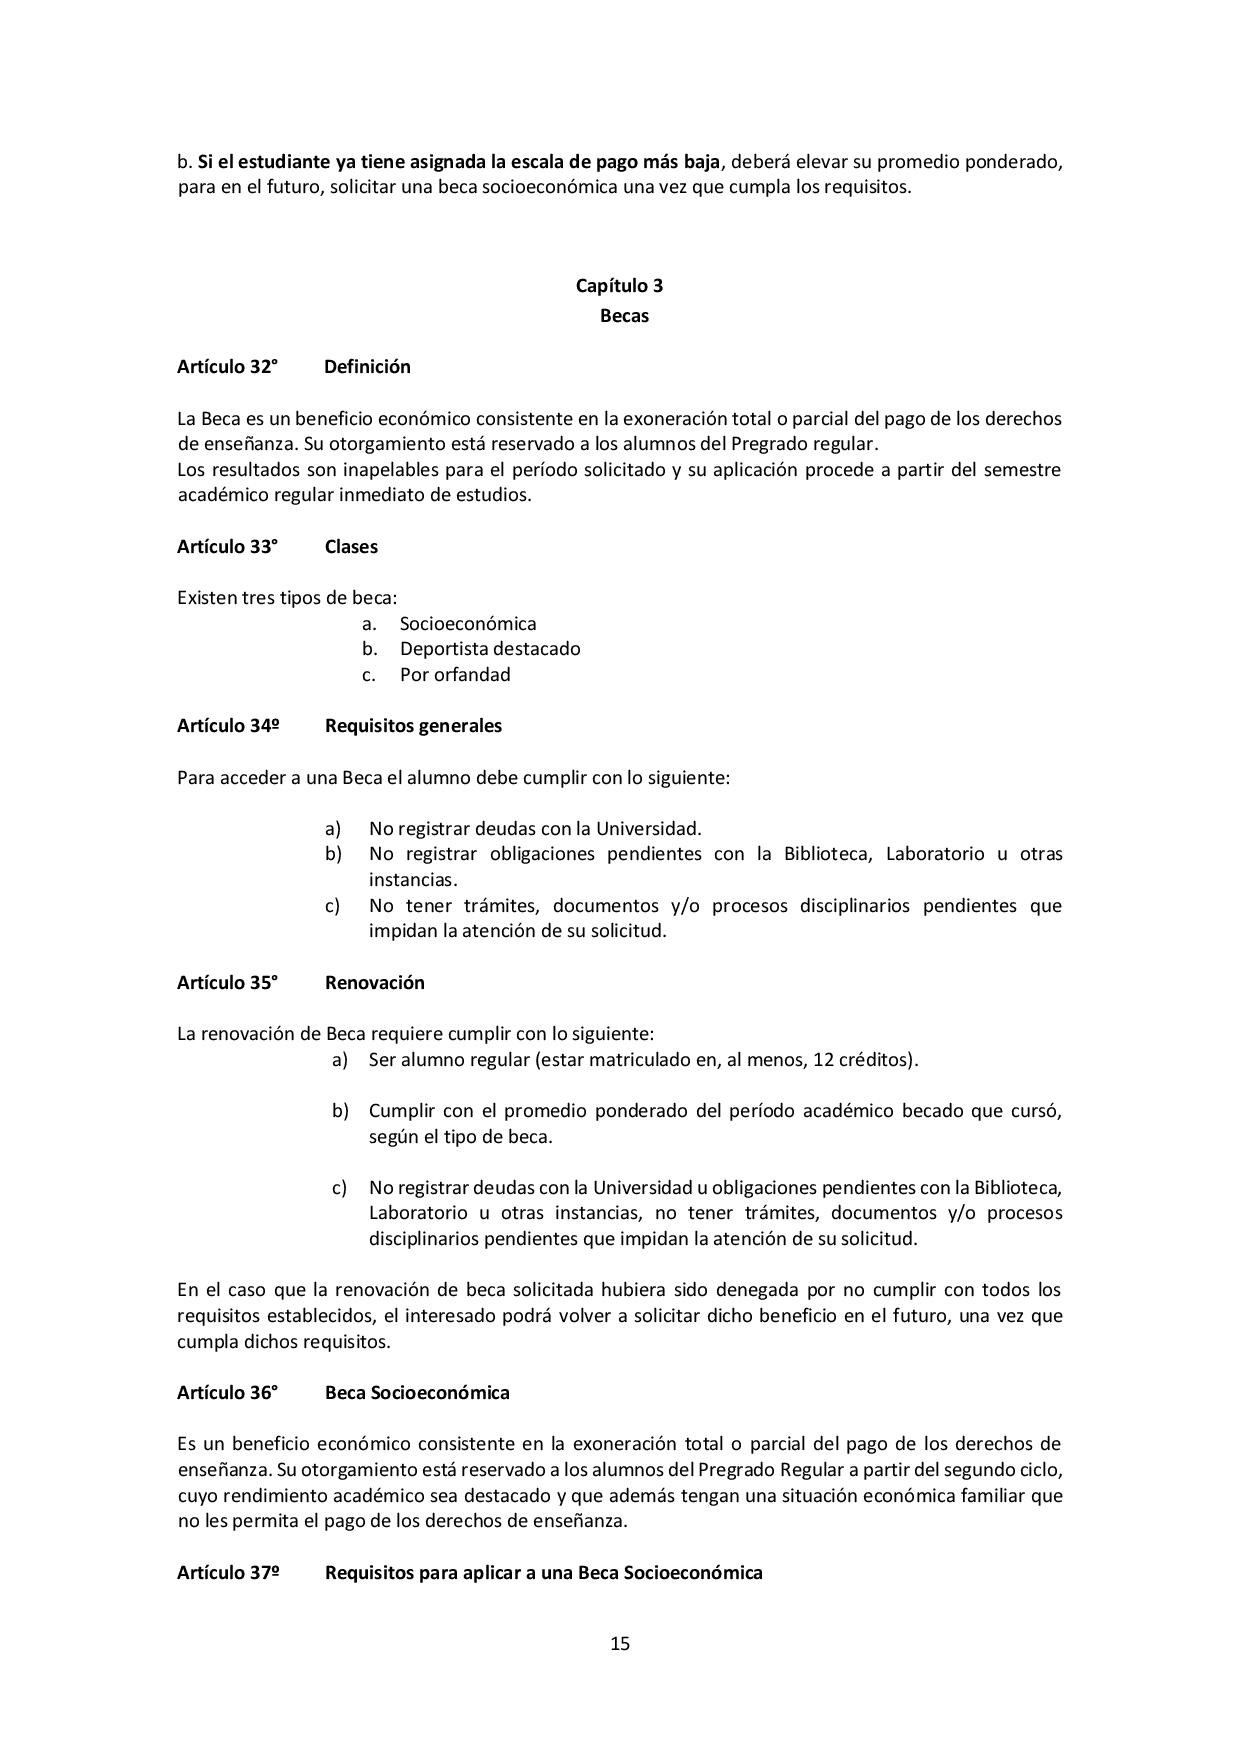 b. Si el estudiante ya tiene asignada la escala de pago más baja, deberá elevar su promedio ponderado,
para en el futuro, solicitar una beca socioeconómica una vez que cumpla los requisitos.
Capítulo 3
Becas
Artículo 32° Definición
La Beca es un beneficio económico consistente en la exoneración total o parcial del pago de los derechos
de enseñanza. Su otorgamiento está reservado a los alumnos del Pregrado regular.
Los resultados son inapelables para el período solicitado y su aplicación procede a partir del semestre
académico regular inmediato de estudios.
Artículo 33° Clases
Existen tres tipos de beca:
a. Socioeconómica
b. Deportista destacado
c. Por orfandad
Artículo 34º Requisitos generales
Para acceder a una Beca el alumno debe cumplir con lo siguiente:
a) No registrar deudas con la Universidad.
b) No registrar obligaciones pendientes con la Biblioteca, Laboratorio u otras
instancias.
c) No tener trámites, documentos y/o procesos disciplinarios pendientes que
impidan la atención de su solicitud.
Artículo 35° Renovación
La renovación de Beca requiere cumplir con lo siguiente:
a) Ser alumno regular (estar matriculado en, al menos, 12 créditos).
b) Cumplir con el promedio ponderado del período académico becado que cursó,
según el tipo de beca.
c) No registrar deudas con la Universidad u obligaciones pendientes con la Biblioteca,
Laboratorio u otras instancias, no tener trámites, documentos y/o procesos
disciplinarios pendientes que impidan la atención de su solicitud.
En el caso que la renovación de beca solicitada hubiera sido denegada por no cumplir con todos los
requisitos establecidos, el interesado podrá volver a solicitar dicho beneficio en el futuro, una vez que
cumpla dichos requisitos.
Artículo 36° Beca Socioeconómica
Es un beneficio económico consistente en la exoneración total o parcial del pago de los derechos de
enseñanza. Su otorgamiento está reservado a los alumnos del Pregrado Regular a partir del segundo ciclo,
cuyo rendimiento académico sea destacado y que además tengan una situación económica familiar que
no les permita el pago de los derechos de enseñanza.
Artículo 37º Requisitos para aplicar a una Beca Socioeconómica
15